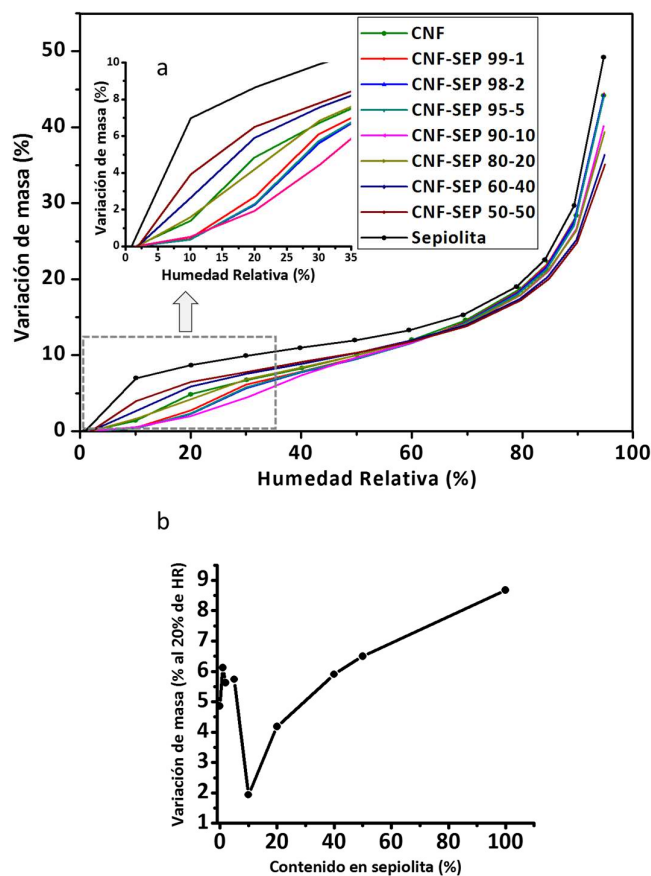 a
10
8
6
4
2
0
5 10 15 20 25 30 35
Variación de masa (%)
Humedad Relativa (%)
CNF
CNF-SEP 99-1
CNF-SEP 98-2
CNF-SEP 95-5
CNF-SEP 90-10
CNF-SEP 80-20
CNF-SEP 60-40
CNF-SEP 50-50
Sepiolita
50
40
30
20
10
0
0 20 40 60 80 100
Variación de masa (%)
Humedad Relativa (%)
b
9
8
7
6
5
4
3
2
1
0 20 40 60 80 100
Variación de masa (% al 20% de HR)
Contenido en sepiolita (%)